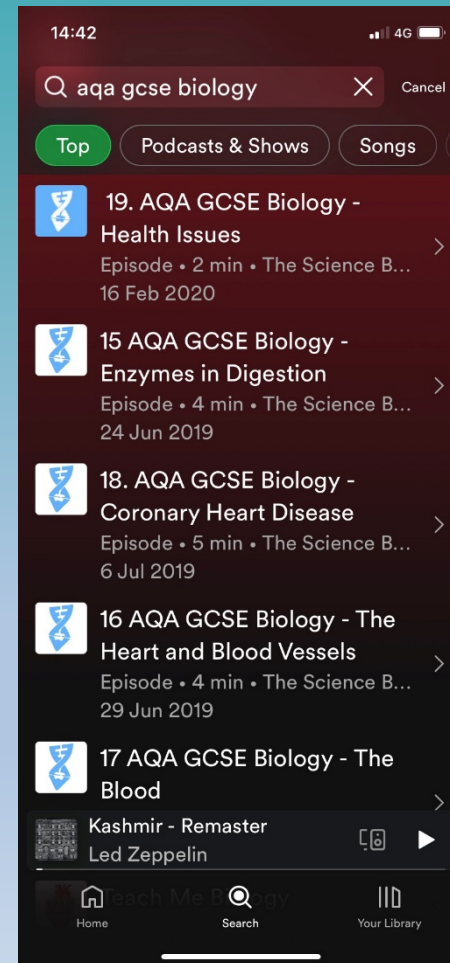 14:42
4G
aqa gcse biology
Cancel
Top
Podcasts & Shows
Songs
19. AQA GCSE Biology -
Health Issues
Episode • 2 min • The Science B...
16 Feb 2020
15 AQA GCSE Biology -
Enzymes in Digestion
Episode • 4 min • The Science B...
24 Jun 2019
18. AQA GCSE Biology -
Coronary Heart Disease
Episode • 5 min • The Science B...
6 Jul 2019
16 AQA GCSE Biology - The
Heart and Blood Vessels
Episode • 4 min • The Science B...
29 Jun 2019
17 AQA GCSE Biology - The
Blood
Kashmir - Remaster
Led Zeppelin
Teach Me Biology
Home
Search
Your Library